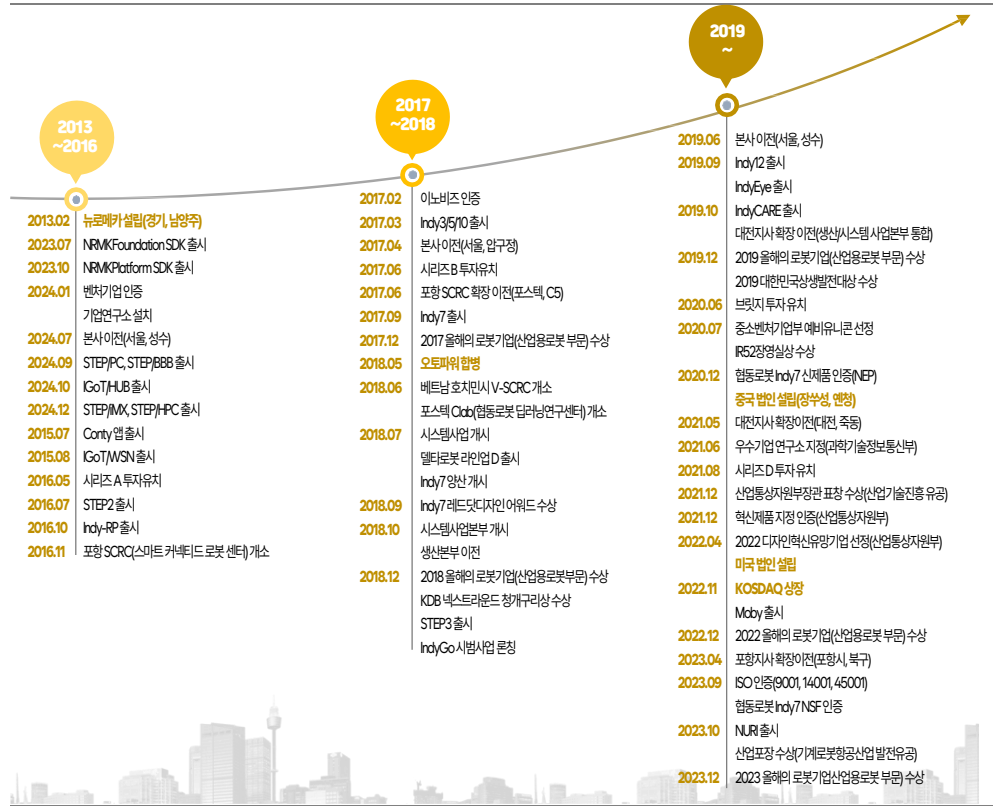 2013
~2016
2013.02 뉴로메카 설립(경기, 남양주)
2023.07 NRMKFoundation SDK 출시
2023.10 NRMKPlatform SDK 출시
2024.01 벤처기업 인증
기업연구소 설치
2024.07 본사 이전(서울, 성수)
2024.09 STEP/PC, STEP/BBB 출시
2024.10 IGoT/HUB 출시
2024.12 STEP/iMX, STEP/HPC 출시
2015.07 Conty 앱 출시
2015.08 IGoT/WSN 출시
2016.05 시리즈 A 투자유치
2016.07 STEP2 출시
2016.10 Indy-RP 출시
2016.11 포항 SCRC(스마트 커넥티드 로봇 센터) 개소
2017
~2018
2017.02 이노비즈 인증
2017.03 Indy3/5/10 출시
2017.04 본사 이전(서울, 압구정)
2017.06 시리즈 B 투자유치
2017.06 포항 SCRC 확장 이전(포스텍, C5)
2017.09 Indy7 출시
2017.12 2017 올해의 로봇기업(산업용로봇 부문) 수상
2018.05 오토파워 합병
2018.06 베트남 호치민시 V-SCRC 개소
포스텍 Clab(협동로봇 딥러닝연구센터) 개소
2018.07 시스템사업 개시
델타로봇 라인업 D 출시
Indy7 양산 개시
2018.09 Indy7 레드닷디자인 어워드 수상
2018.10 시스템사업본부 개시
생산본부 이전
2018.12 2018 올해의 로봇기업(산업용로봇부문) 수상
KDB 넥스트라운드 청개구리상 수상
STEP3 출시
IndyGo 시범사업 론칭
2019
~
2019.06 본사 이전(서울, 성수)
2019.09 Indy12 출시
IndyEye 출시
2019.10 IndyCARE 출시
대전지사 확장 이전(생산/시스템 사업본부 통합)
2019.12 2019 올해의 로봇기업(산업용로봇 부문) 수상
2019 대한민국상생발전대상 수상
2020.06 브릿지 투자 유치
2020.07 중소벤처기업부 예비유니콘 선정
IR52장영실상 수상
2020.12 협동로봇 Indy7 신제품 인증(NEP)
중국 법인 설립(장쑤성, 옌청)
2021.05 대전지사 확장이전(대전, 죽동)
2021.06 우수기업 연구소 지정(과학기술정보통신부)
2021.08 시리즈 D 투자 유치
2021.12 산업통상자원부장관 표창 수상(산업기술진흥 유공)
2021.12 혁신제품 지정 인증(산업통상자원부)
2022.04 2022 디자인혁신유망기업 선정(산업통상자원부)
미국 법인 설립
2022.11 KOSDAQ 상장
Moby 출시
2022.12 2022 올해의 로봇기업(산업용로봇 부문) 수상
2023.04 포항지사 확장이전(포항시, 북구)
2023.09 ISO 인증(9001, 14001, 45001)
협동로봇 Indy7 NSF 인증
2023.10 NURI 출시
산업포장 수상(기계로봇항공산업 발전유공)
2023.12 2023 올해의 로봇기업산업용로봇 부문) 수상